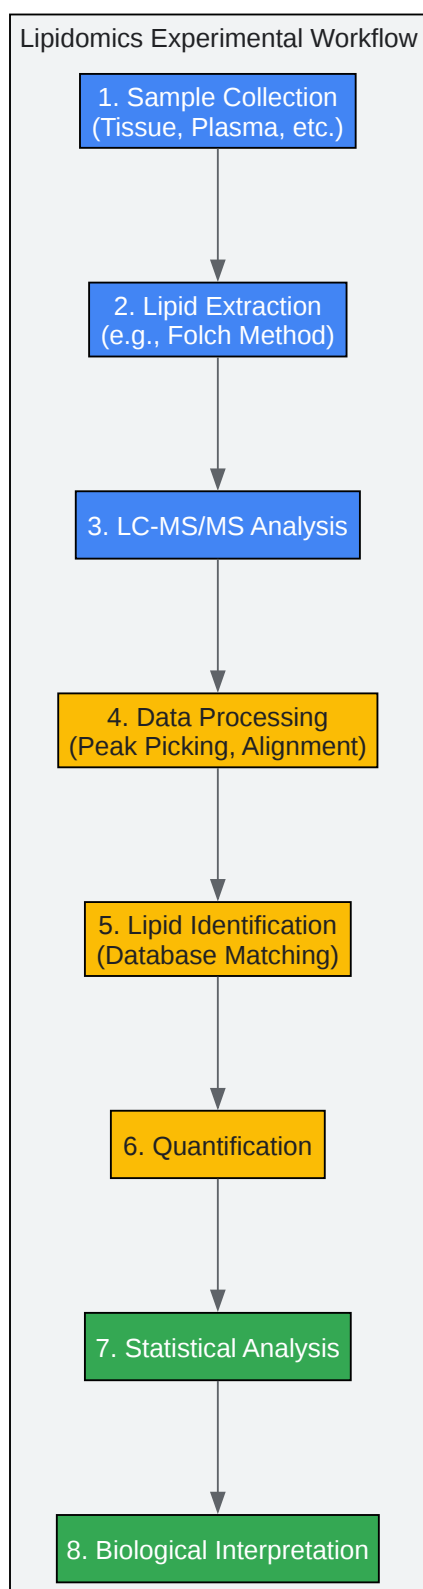 Lipidomics Experimental Workflow
1. Sample Collection
(Tissue, Plasma, etc.)
2. Lipid Extraction
(e.g., Folch Method)
3. LC-MS/MS Analysis
4. Data Processing
(Peak Picking, Alignment)
5. Lipid Identification
(Database Matching)
6. Quantification
7. Statistical Analysis
8. Biological Interpretation